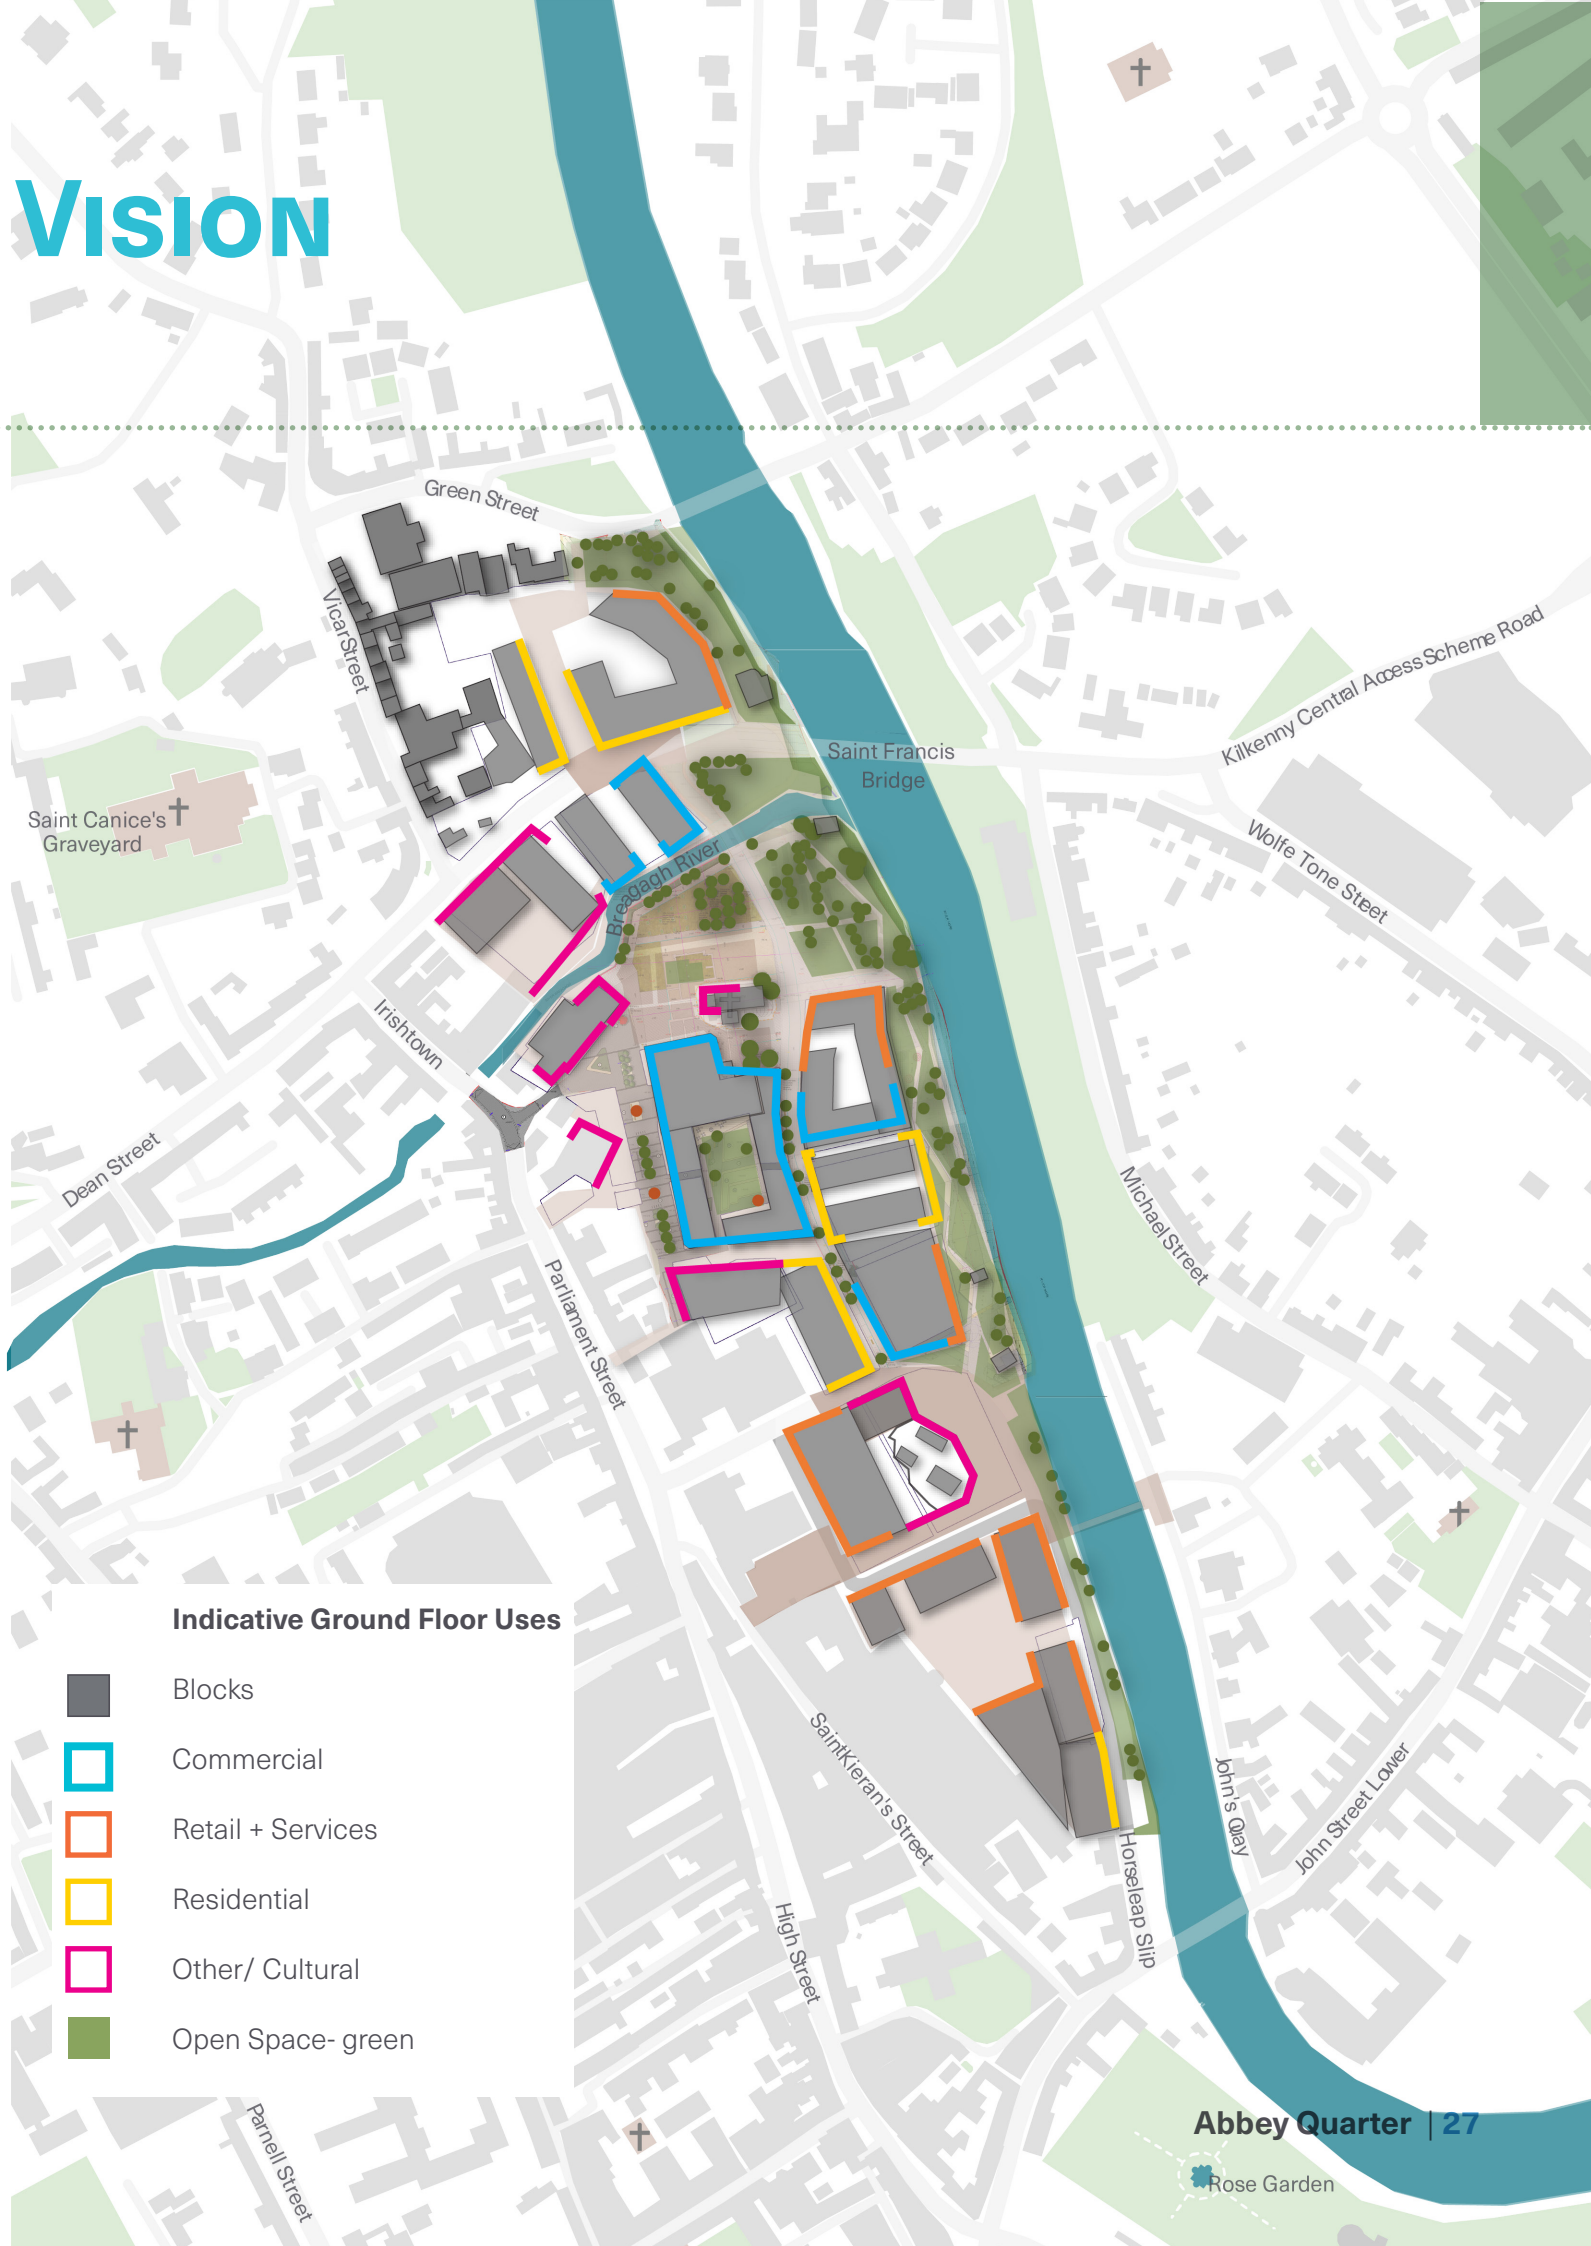 VISION
Green Street
Vicar Street
Saint Francis
Bridge
Kilkenny Central Access Scheme Road
Saint Canice's
Graveyard
Wolfe Tone Street
Breagagh River
Irishtown
Dean Street
Michael Street
Parliament Street
Indicative Ground Floor Uses
Blocks
Commercial
Retail + Services
Residential
Other/ Cultural
Open Space- green
Saint Kieran's Street
John's Quay
John Street Lower
Horseleap Slip
High Street
Parnell Street
Abbey Quarter | 27
Rose Garden